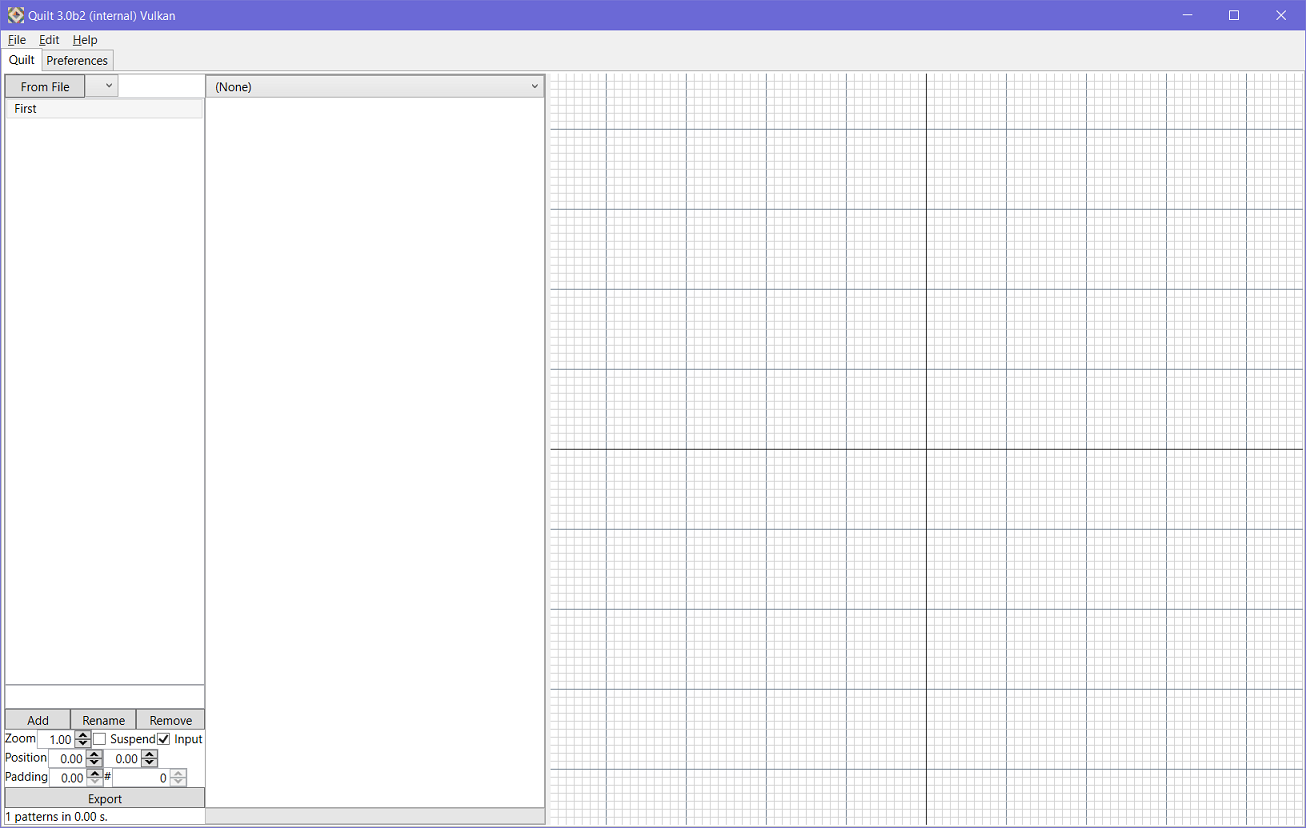 Quilt 3.0b2 (internal) Vulkan
File Edit Help
Quilt Preferences
From File (None)
First
Add Rename Remove
Zoom 1.00 Suspend Input
Position 0.00 0.00
Padding 0.00 # 0
Export
1 patterns in 0.00 s.